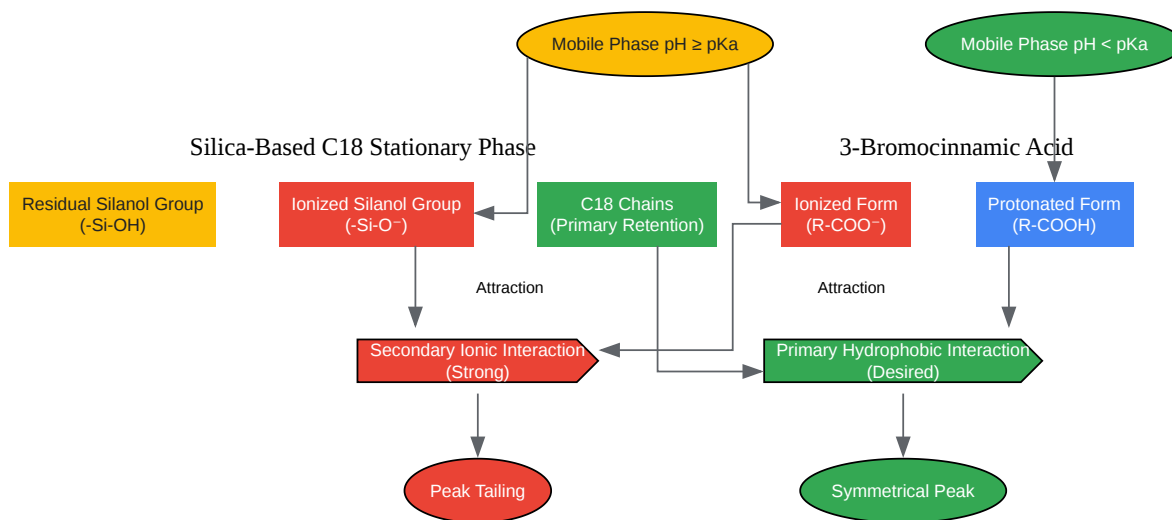 Mobile Phase pH ≥ pKa
Mobile Phase pH < pKa
Silica-Based C18 Stationary Phase
3-Bromocinnamic Acid
Residual Silanol Group
(-Si-OH)
Ionized Silanol Group
(-Si-O⁻)
C18 Chains
(Primary Retention)
Ionized Form
(R-COO⁻)
Protonated Form
(R-COOH)
Attraction
Attraction
Secondary Ionic Interaction
(Strong)
Primary Hydrophobic Interaction
(Desired)
Peak Tailing
Symmetrical Peak